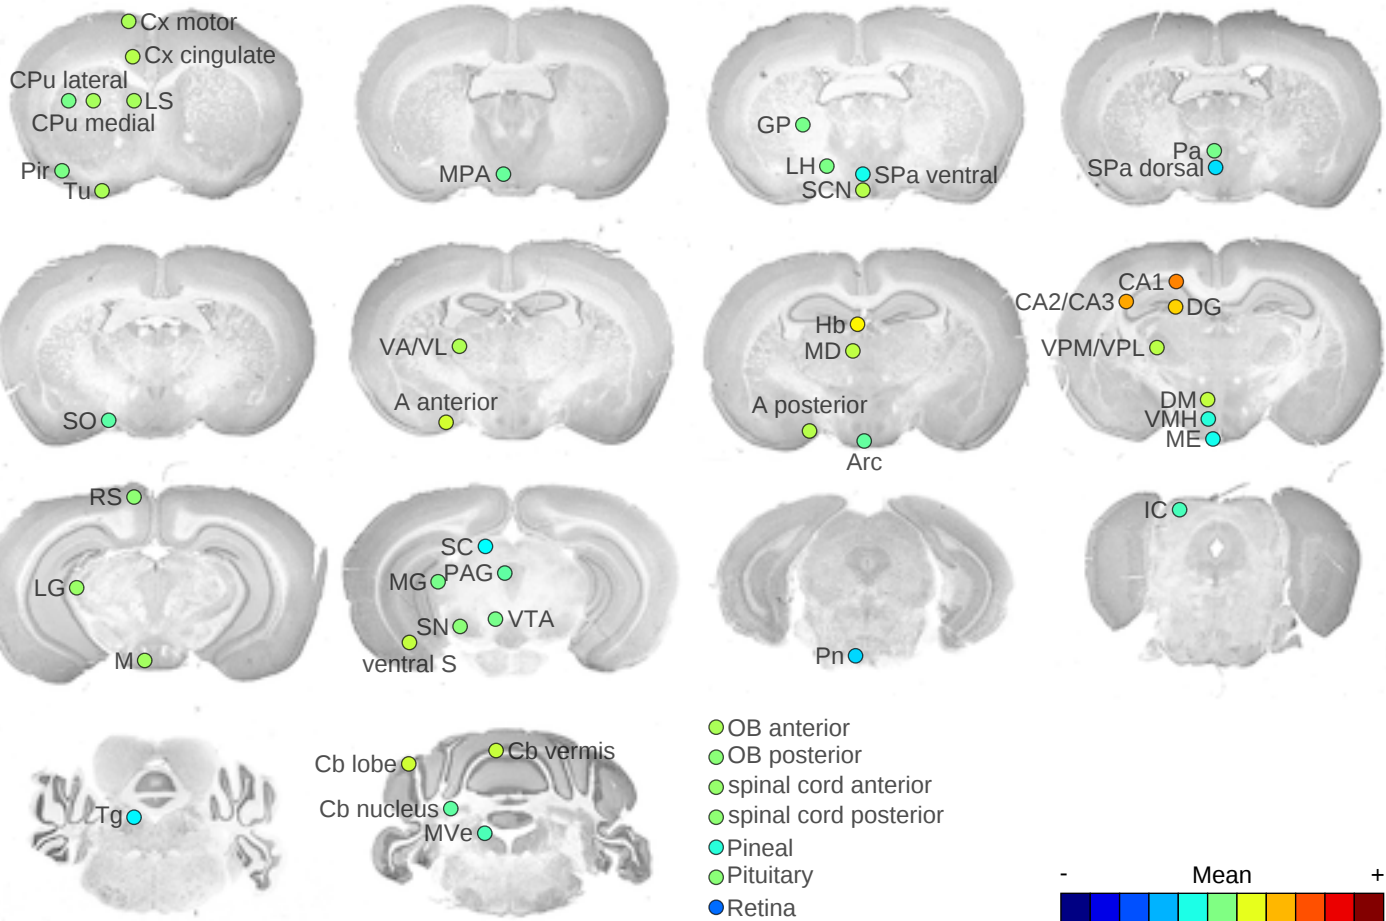 Cx motor
Cx cingulate
CPu lateral
LS
CPu medial
Pir
Tu
MPA
GP
LH
SPa ventral
SCN
Pa
SPa dorsal
SO
VA/VL
A anterior
Hb
MD
A posterior
Arc
CA1
CA2/CA3
DG
VPM/VPL
DM
VMH
ME
RS
LG
M
SC
MG
PAG
SN
VTA
ventral S
Pn
IC
Tg
Cb lobe
Cb vermis
Cb nucleus
MVe
OB anterior
OB posterior
spinal cord anterior
spinal cord posterior
Pineal
Pituitary
Retina
- Mean +